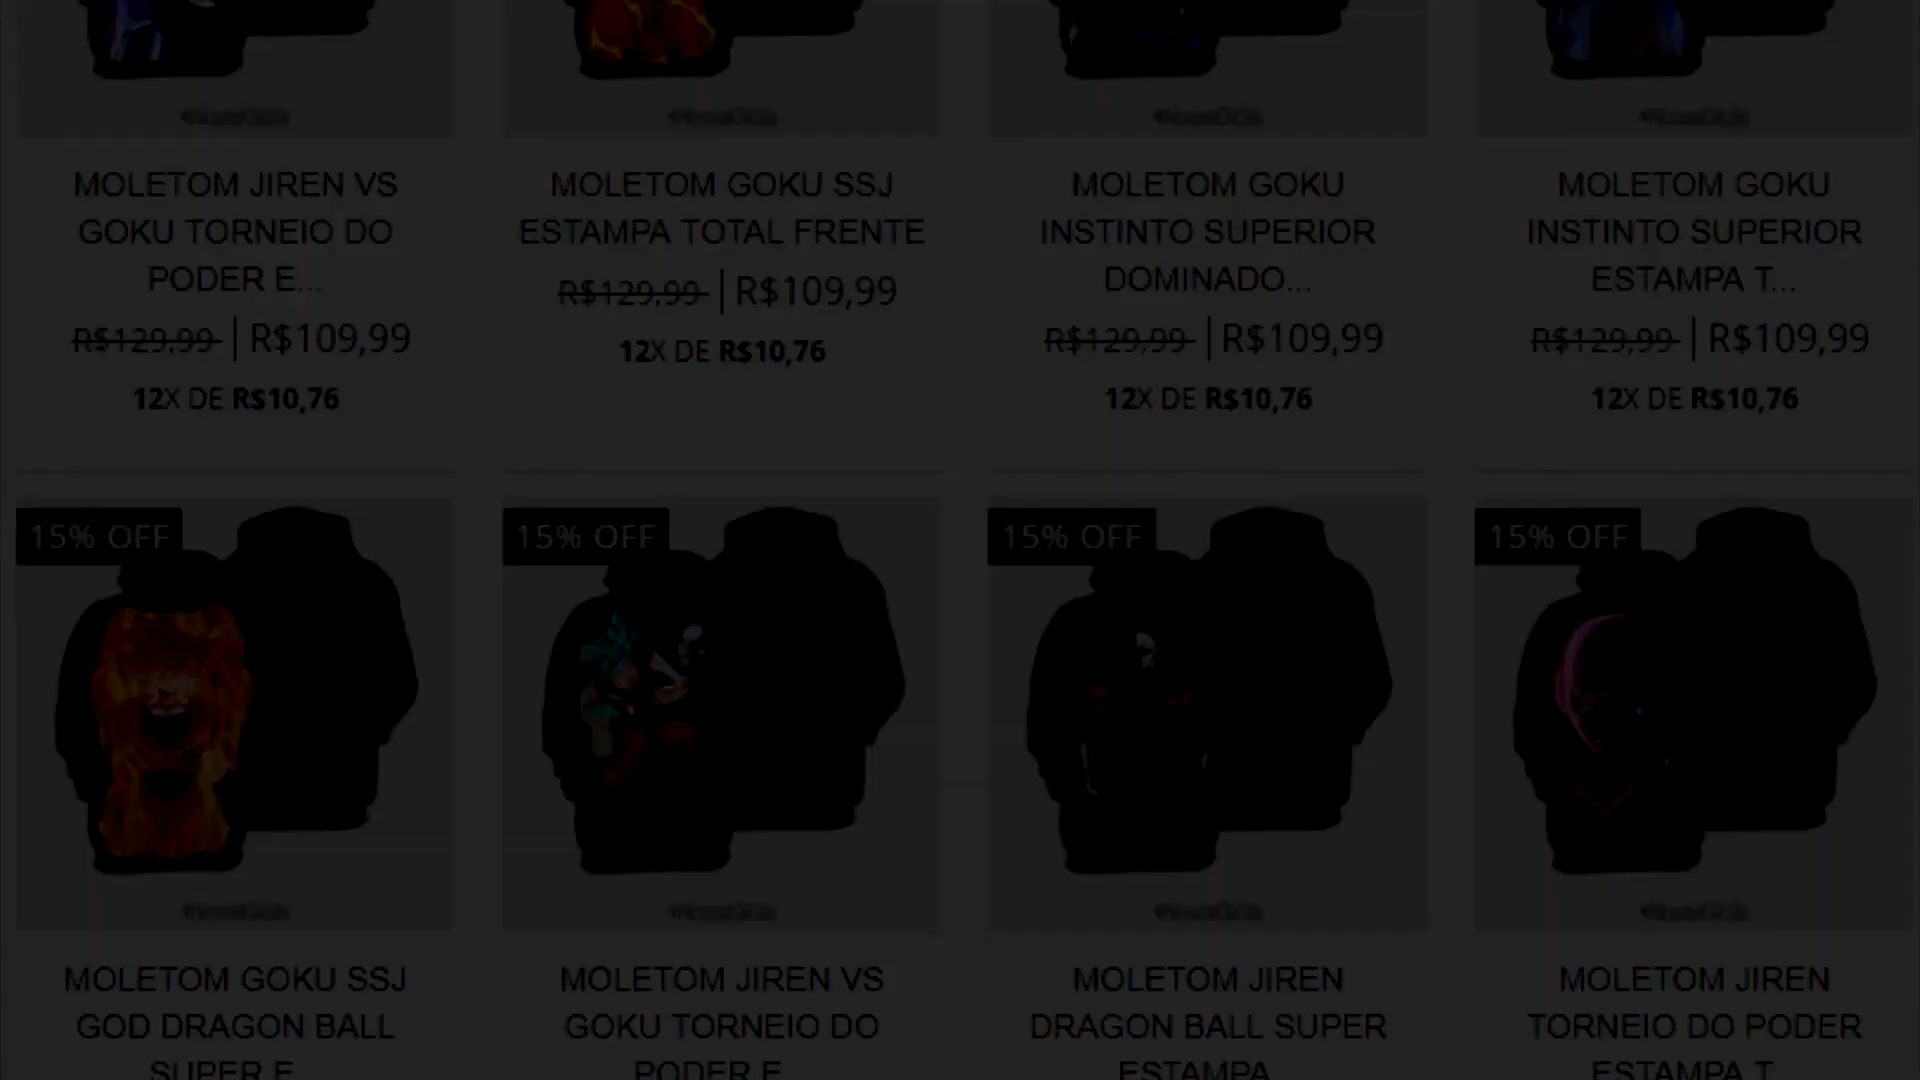 MOLETOM JIREN VS
GOKU TORNEIO DO
PODER E...
R$129,99 | R$109,99
12X DE R$10,76
MOLETOM GOKU SSJ
ESTAMPA TOTAL FRENTE
R$129,99 | R$109,99
12X DE R$10,76
MOLETOM GOKU
INSTINTO SUPERIOR
DOMINADO...
R$129,99 | R$109,99
12X DE R$10,76
MOLETOM GOKU
INSTINTO SUPERIOR
ESTAMPA T...
R$129,99 | R$109,99
12X DE R$10,76
15% OFF
MOLETOM GOKU SSJ
GOD DRAGON BALL
SUPER E
15% OFF
MOLETOM JIREN VS
GOKU TORNEIO DO
PODER E
15% OFF
MOLETOM JIREN
DRAGON BALL SUPER
ESTAMPA
15% OFF
MOLETOM JIREN
TORNEIO DO PODER
ESTAMPA T